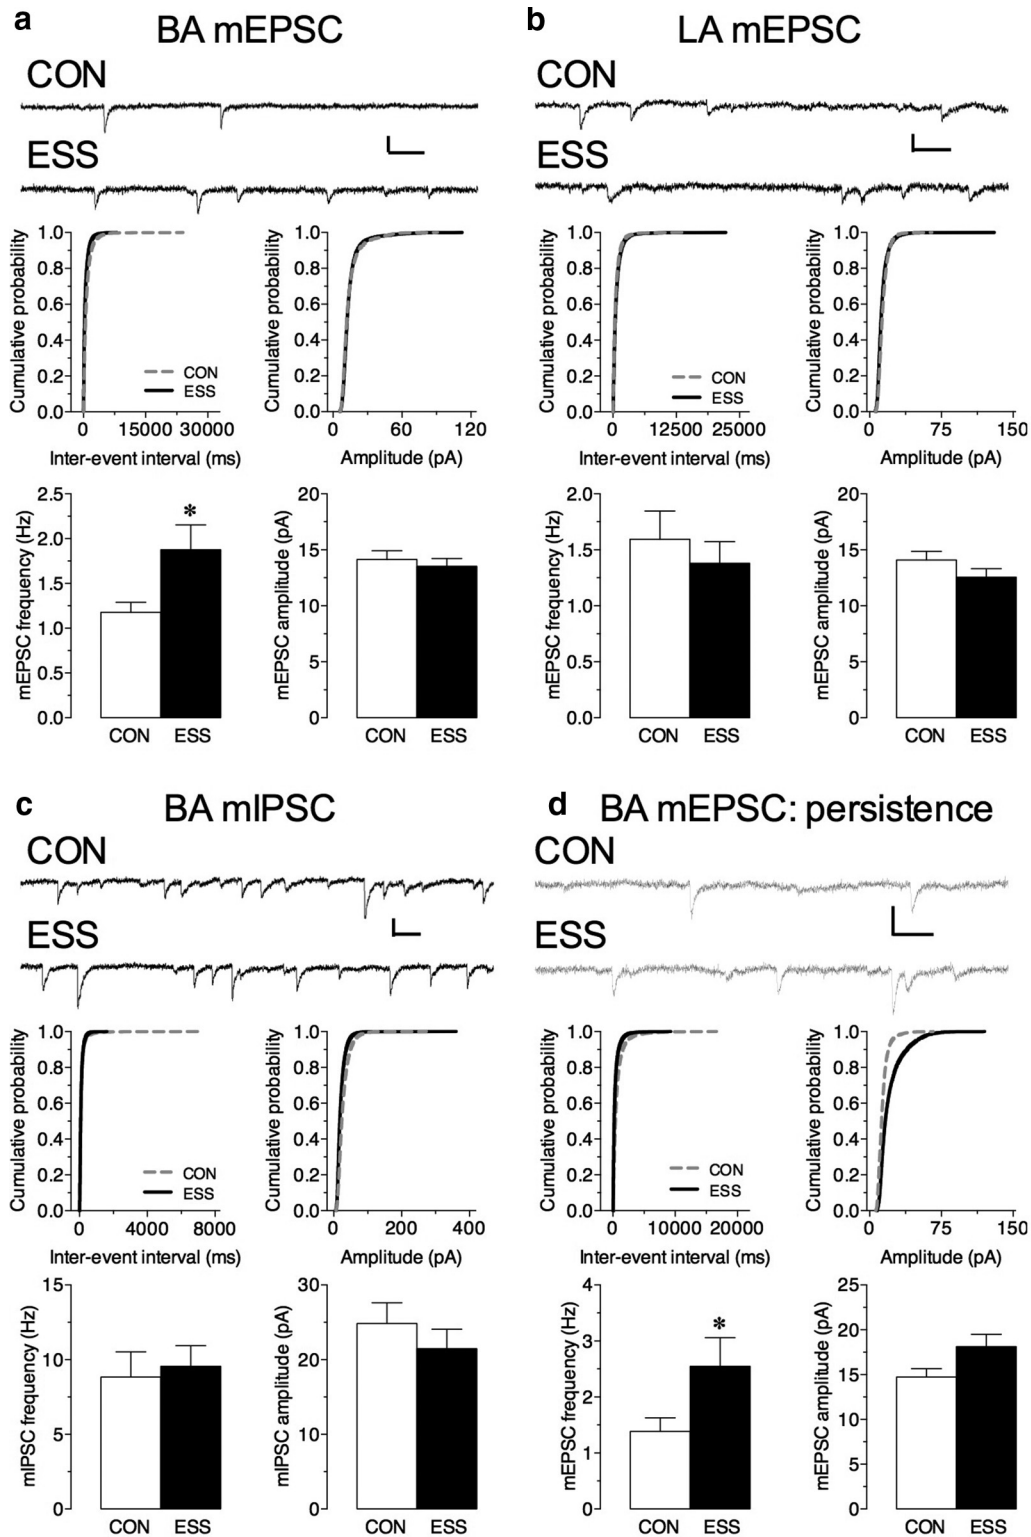 a
BA mEPSC
CON
ESS
Cumulative probability
1.0
0.8
0.6
0.4
0.2
0.0
0 15000 30000
Inter-event interval (ms)
CON
ESS
Cumulative probability
1.0
0.8
0.6
0.4
0.2
0.0
0 60 120
Amplitude (pA)
mEPSC frequency (Hz)
2.5
2.0
1.5
1.0
0.5
0.0
*
CON ESS
mEPSC amplitude (pA)
20
15
10
5
0
CON ESS
b
LA mEPSC
CON
ESS
Cumulative probability
1.0
0.8
0.6
0.4
0.2
0.0
0 12500 25000
Inter-event interval (ms)
CON
ESS
Cumulative probability
1.0
0.8
0.6
0.4
0.2
0.0
0 75 150
Amplitude (pA)
mEPSC frequency (Hz)
2.0
1.5
1.0
0.5
0.0
CON ESS
mEPSC amplitude (pA)
20
15
10
5
0
CON ESS
c
BA mIPSC
CON
ESS
Cumulative probability
1.0
0.8
0.6
0.4
0.2
0.0
0 4000 8000
Inter-event interval (ms)
CON
ESS
Cumulative probability
1.0
0.8
0.6
0.4
0.2
0.0
0 200 400
Amplitude (pA)
mIPSC frequency (Hz)
15
10
5
0
CON ESS
mIPSC amplitude (pA)
30
20
10
0
CON ESS
d
BA mEPSC: persistence
CON
ESS
Cumulative probability
1.0
0.8
0.6
0.4
0.2
0.0
0 10000 20000
Inter-event interval (ms)
CON
ESS
Cumulative probability
1.0
0.8
0.6
0.4
0.2
0.0
0 75 150
Amplitude (pA)
mEPSC frequency (Hz)
4
3
2
1
0
*
CON ESS
mEPSC amplitude (pA)
25
20
15
10
5
0
CON ESS